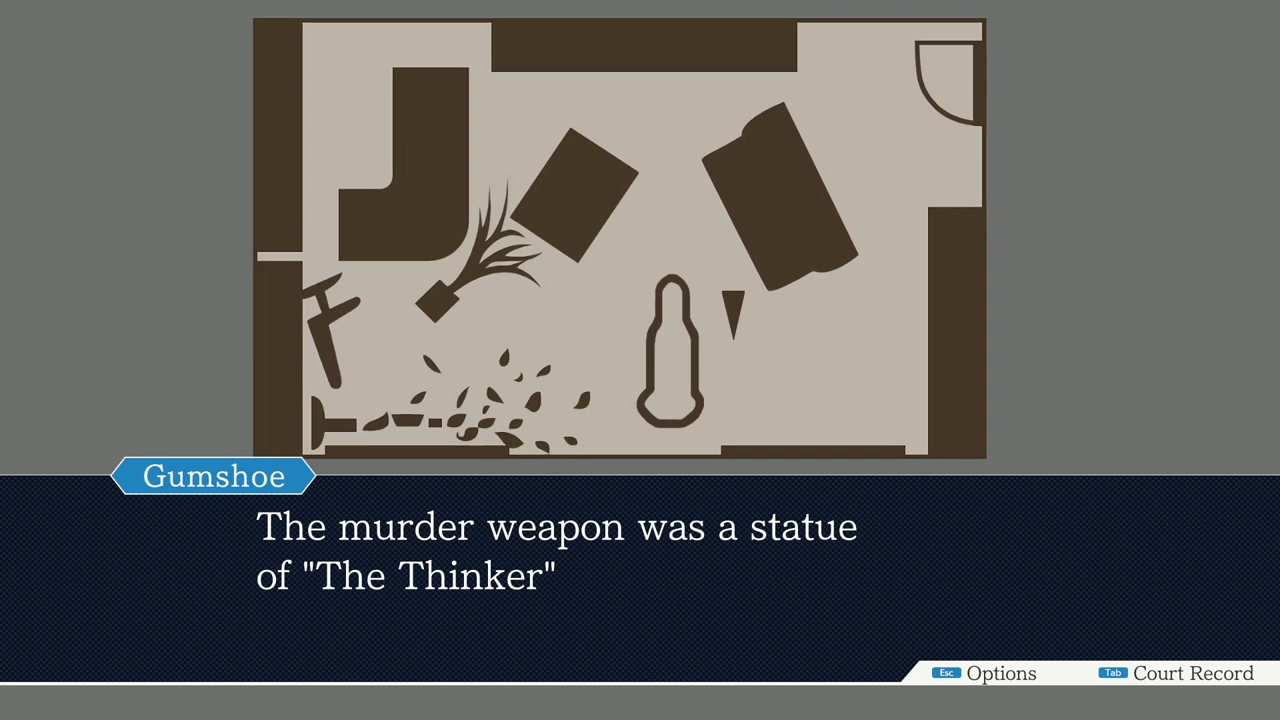 Gumshoe
The murder weapon was a statue
of "The Thinker"
Esc Options Tab Court Record